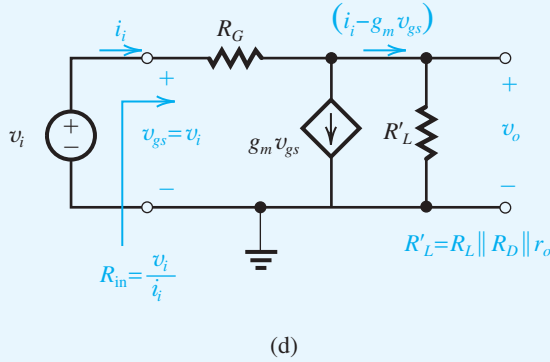 i_i
R_G
(i_i – g_m v_gs)
+
+
v_i
+
–
v_gs = v_i
g_m v_gs
R'_L
v_o
–
–
R_in = v_i / i_i
R'_L = R_L || R_D || r_o
(d)